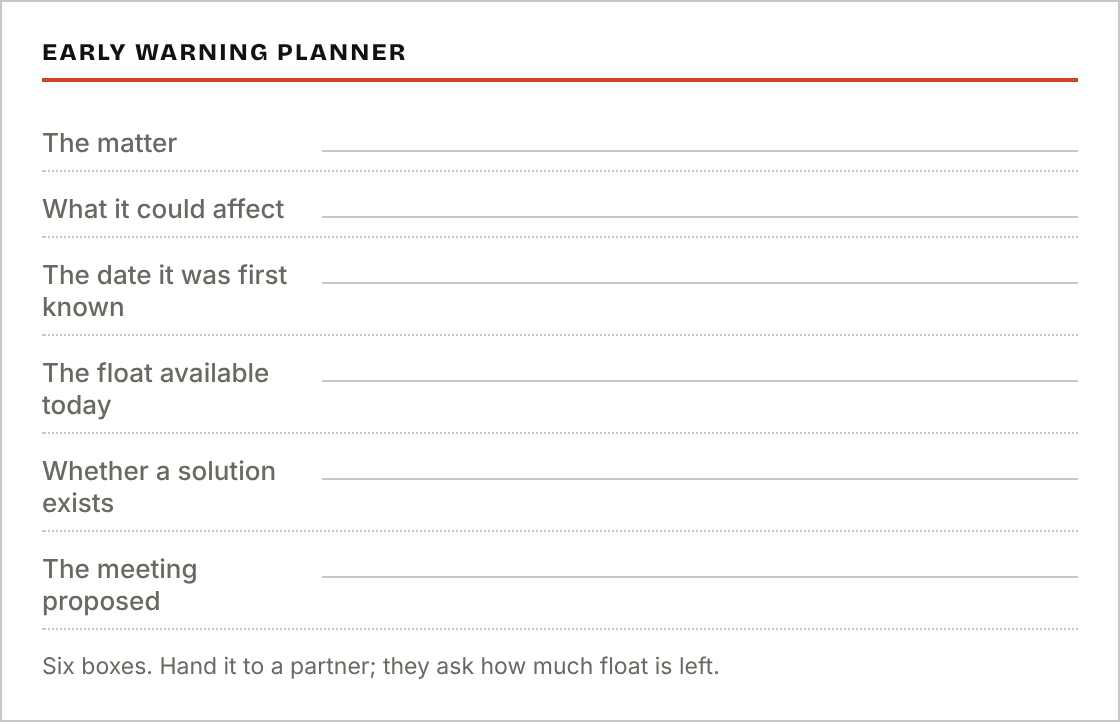 EARLY WARNING PLANNER
The matter
What it could affect
The date it was first
known
The float available
today
Whether a solution
exists
The meeting
proposed
Six boxes. Hand it to a partner; they ask how much float is left.